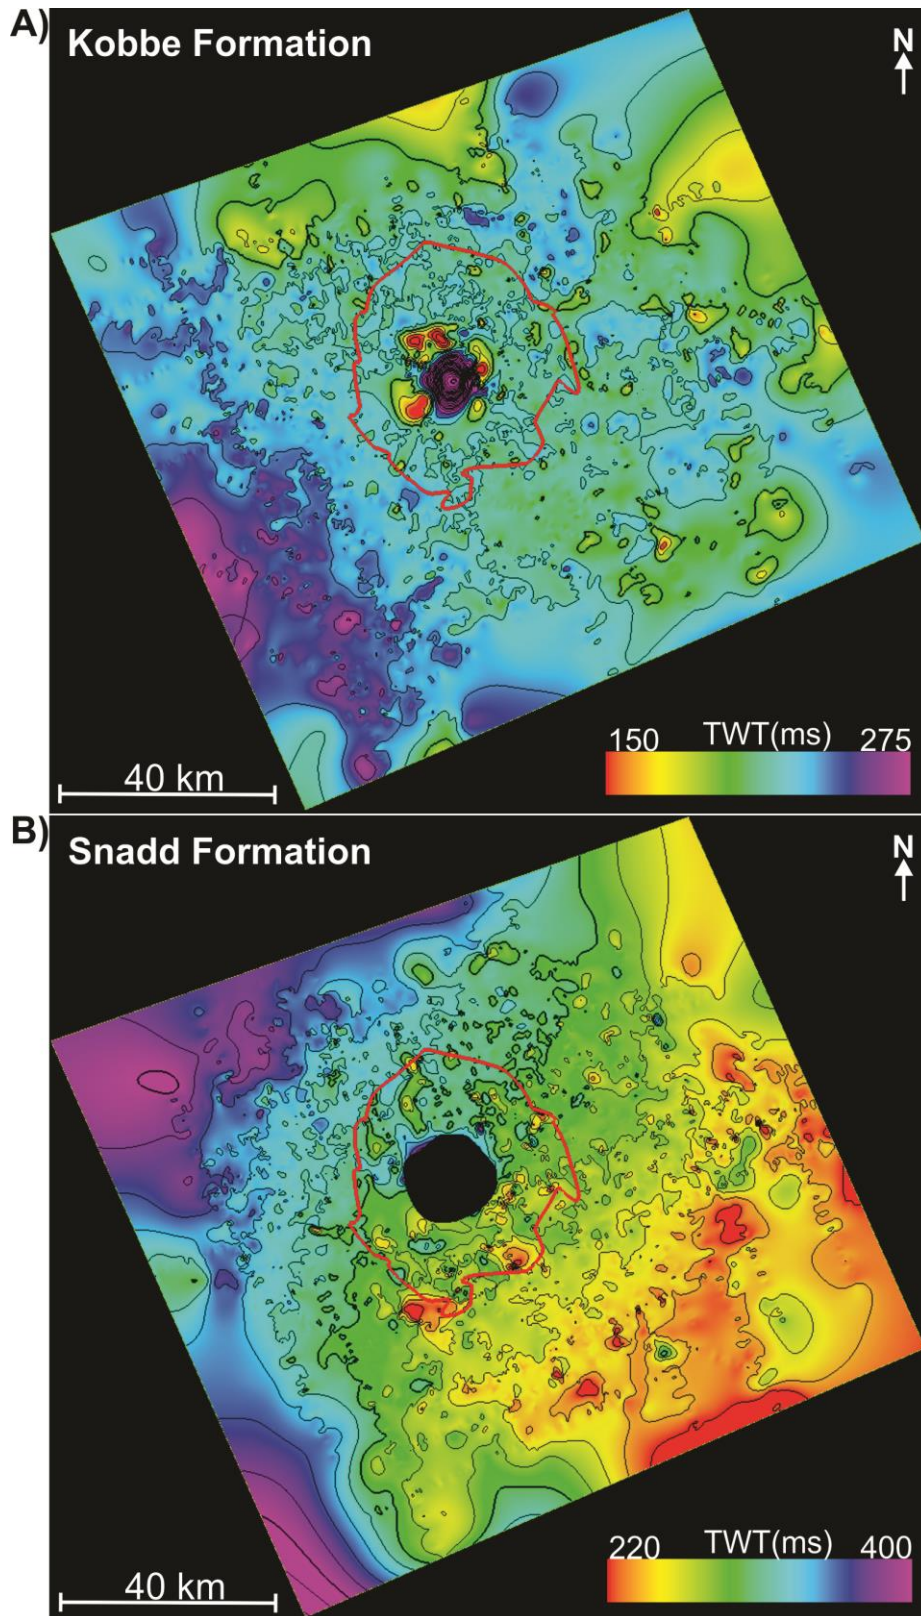 A)
Kobbe Formation
N
150 TWT(ms) 275
40 km
B)
Snadd Formation
N
220 TWT(ms) 400
40 km